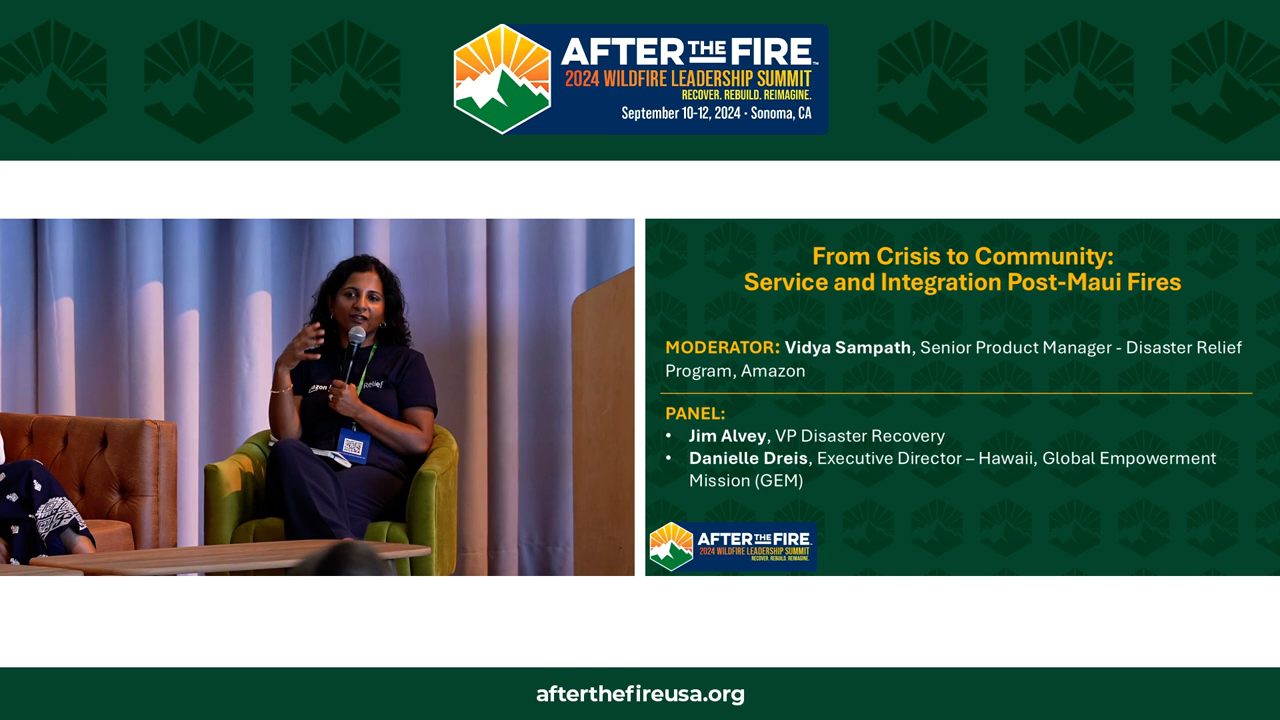 AFTER THE FIRE™
2024 WILDFIRE LEADERSHIP SUMMIT
RECOVER. REBUILD. REIMAGINE.
September 10-12, 2024 · Sonoma, CA
Relief
From Crisis to Community:
Service and Integration Post-Maui Fires
MODERATOR: Vidya Sampath, Senior Product Manager - Disaster Relief
Program, Amazon
PANEL:
• Jim Alvey, VP Disaster Recovery
• Danielle Dreis, Executive Director – Hawaii, Global Empowerment
Mission (GEM)
AFTER THE FIRE
2024 WILDFIRE LEADERSHIP SUMMIT
RECOVER. REBUILD. REIMAGINE.
afterthefireusa.org